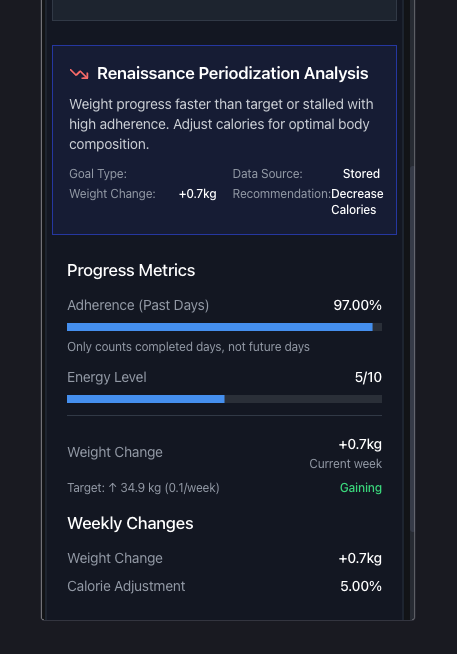 Renaissance Periodization Analysis
Weight progress faster than target or stalled with
high adherence. Adjust calories for optimal body
composition.
Goal Type:
Data Source: Stored
Weight Change: +0.7kg
Recommendation: Decrease
Calories
Progress Metrics
Adherence (Past Days) 97.00%
Only counts completed days, not future days
Energy Level 5/10
Weight Change +0.7kg
Current week
Target: ↑ 34.9 kg (0.1/week) Gaining
Weekly Changes
Weight Change +0.7kg
Calorie Adjustment 5.00%